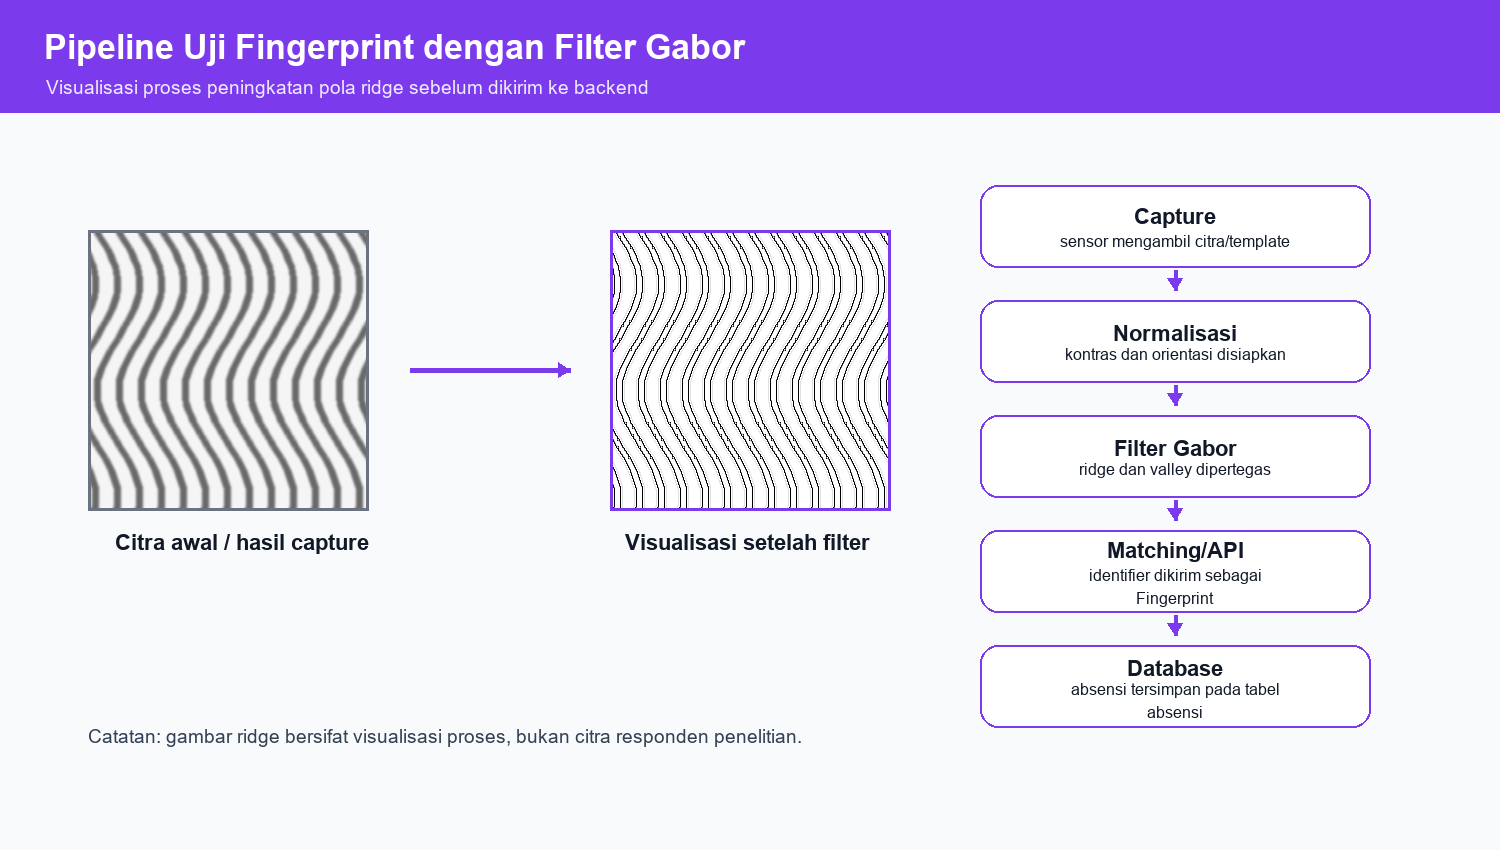 Pipeline Uji Fingerprint dengan Filter Gabor
Visualisasi proses peningkatan pola ridge sebelum dikirim ke backend
Citra awal / hasil capture
Visualisasi setelah filter
Capture
sensor mengambil citra/template
Normalisasi
kontras dan orientasi disiapkan
Filter Gabor
ridge dan valley dipertegas
Matching/API
identifier dikirim sebagai
Fingerprint
Database
absensi tersimpan pada tabel
absensi
Catatan: gambar ridge bersifat visualisasi proses, bukan citra responden penelitian.